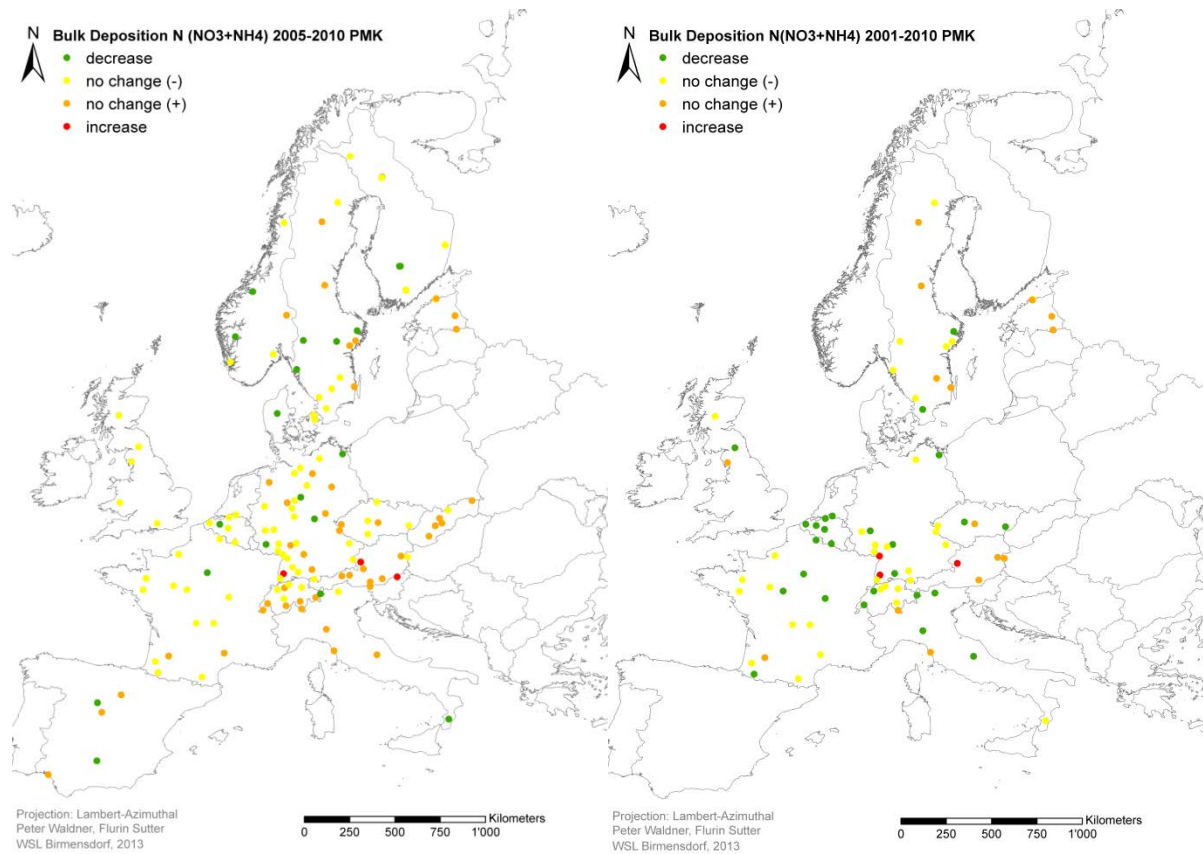 N
Bulk Deposition N (NO3+NH4) 2005-2010 PMK
decrease
no change (-)
no change (+)
increase
Projection: Lambert-Azimuthal
Peter Waldner, Flurin Sutter
WSL Birmensdorf, 2013
Kilometers
0 250 500 750 1'000
N
Bulk Deposition N(NO3+NH4) 2001-2010 PMK
decrease
no change (-)
no change (+)
increase
Projection: Lambert-Azimuthal
Peter Waldner, Flurin Sutter
WSL Birmensdorf, 2013
Kilometers
0 250 500 750 1'000